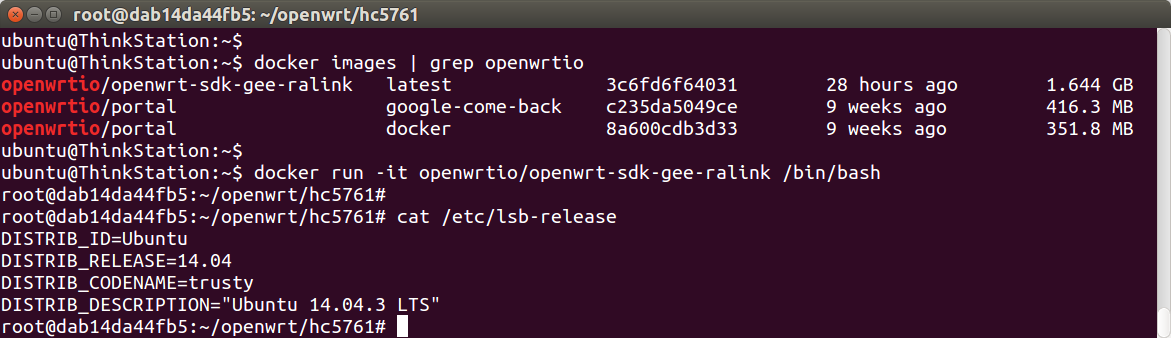 root@dab14da44fb5: ~/openwrt/hc5761
ubuntu@ThinkStation:~$
ubuntu@ThinkStation:~$ docker images | grep openwrtio
openwrtio/openwrt-sdk-gee-ralink   latest              3c6fd6f64031        28 hours ago        1.644 GB
openwrtio/portal                   google-come-back    c235da5049ce        9 weeks ago         416.3 MB
openwrtio/portal                   docker              8a600cdb3d33        9 weeks ago         351.8 MB
ubuntu@ThinkStation:~$
ubuntu@ThinkStation:~$ docker run -it openwrtio/openwrt-sdk-gee-ralink /bin/bash
root@dab14da44fb5:~/openwrt/hc5761#
root@dab14da44fb5:~/openwrt/hc5761# cat /etc/lsb-release
DISTRIB_ID=Ubuntu
DISTRIB_RELEASE=14.04
DISTRIB_CODENAME=trusty
DISTRIB_DESCRIPTION="Ubuntu 14.04.3 LTS"
root@dab14da44fb5:~/openwrt/hc5761#